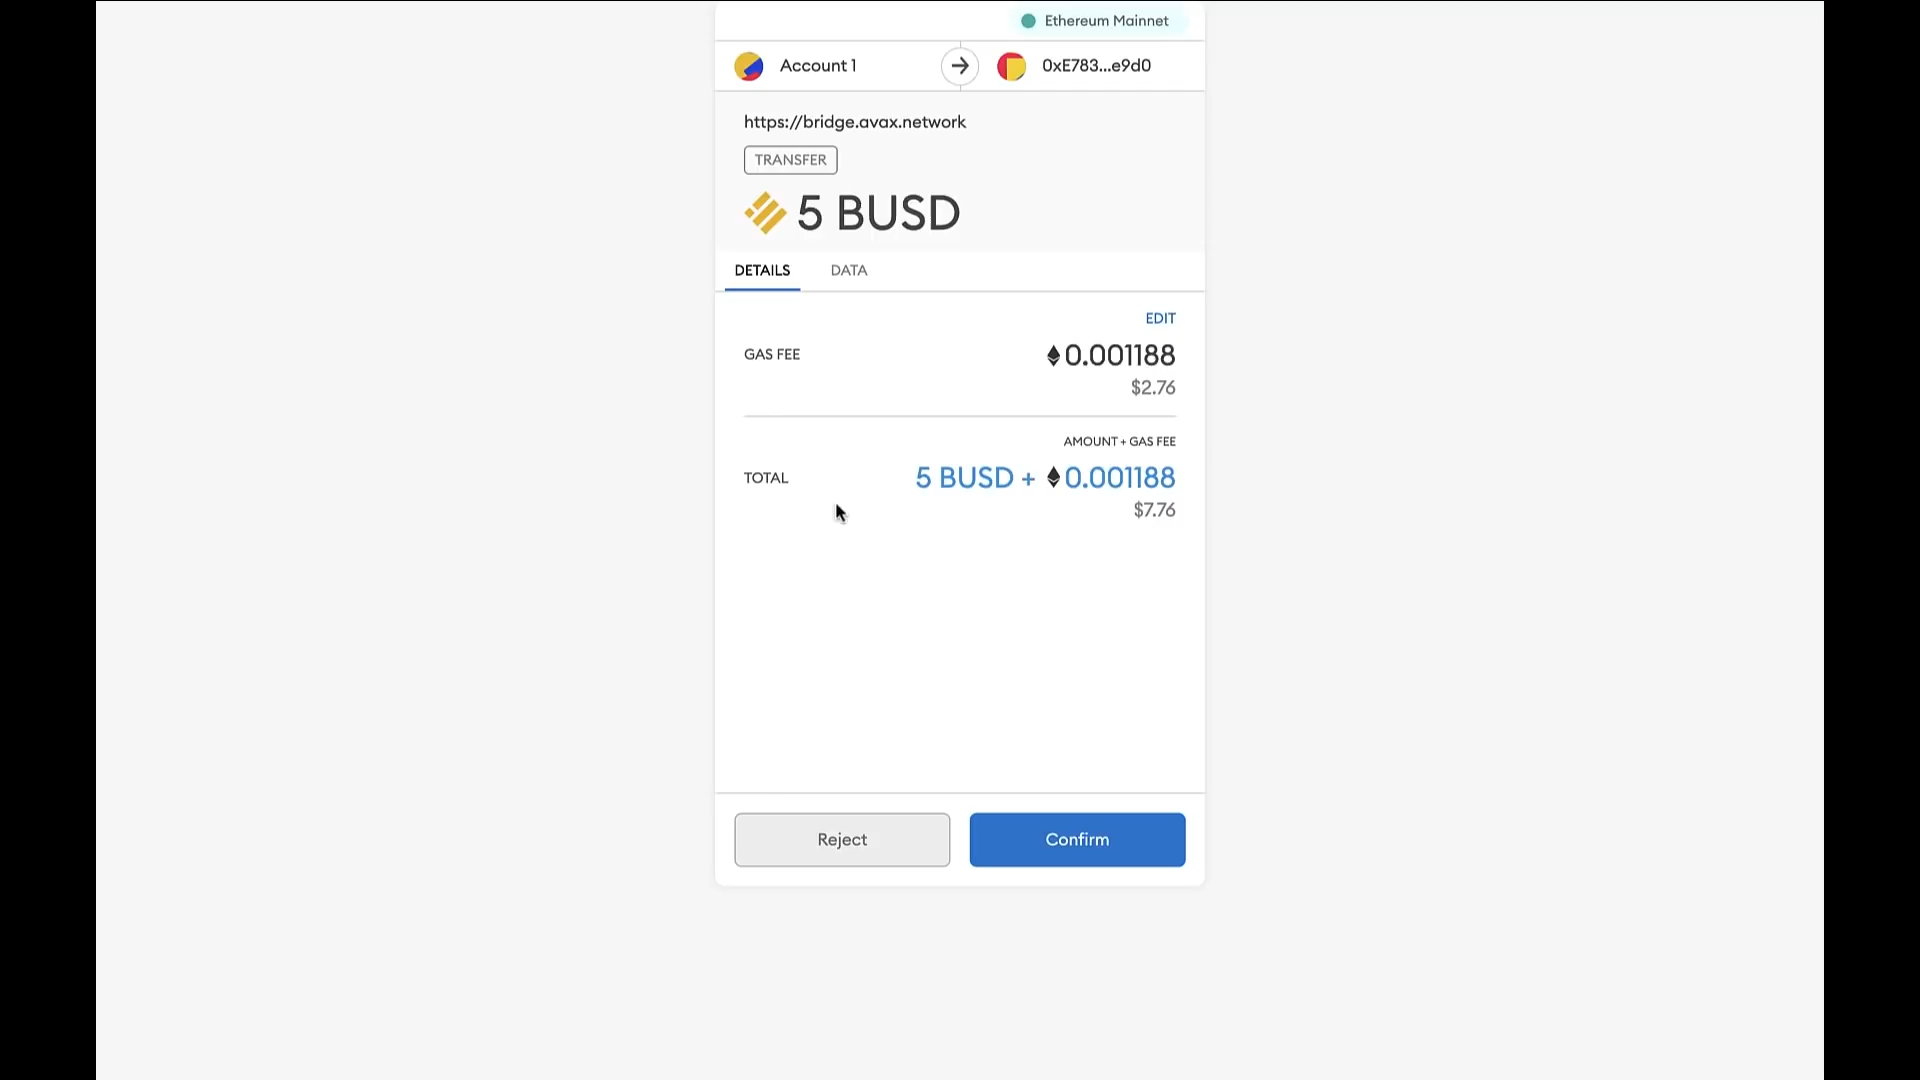 Ethereum Mainnet
Account 1
0xE783...e9d0
https://bridge.avax.network
TRANSFER
5 BUSD
DETAILS DATA
EDIT
GAS FEE 0.001188
$2.76
AMOUNT + GAS FEE
TOTAL 5 BUSD + 0.001188
$7.76
Reject Confirm